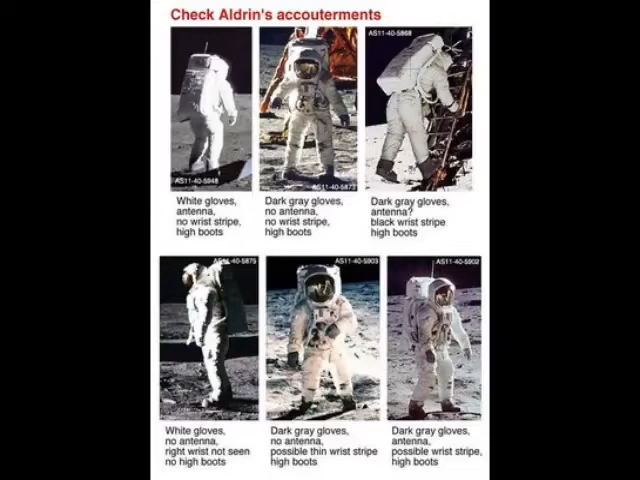 Check Aldrin's accouterments
AS11-40-5868
AS11-40-5948
AS11-40-5873
White gloves,
antenna,
no wrist stripe,
high boots
Dark gray gloves,
no antenna,
no wrist stripe,
high boots
Dark gray gloves,
antenna?
black wrist stripe
high boots
AS11-40-5875
AS11-40-5903
AS11-40-5902
White gloves,
no antenna,
right wrist not seen
no high boots
Dark gray gloves,
no antenna,
possible thin wrist stripe
high boots
Dark gray gloves,
antenna,
possible wrist stripe,
high boots